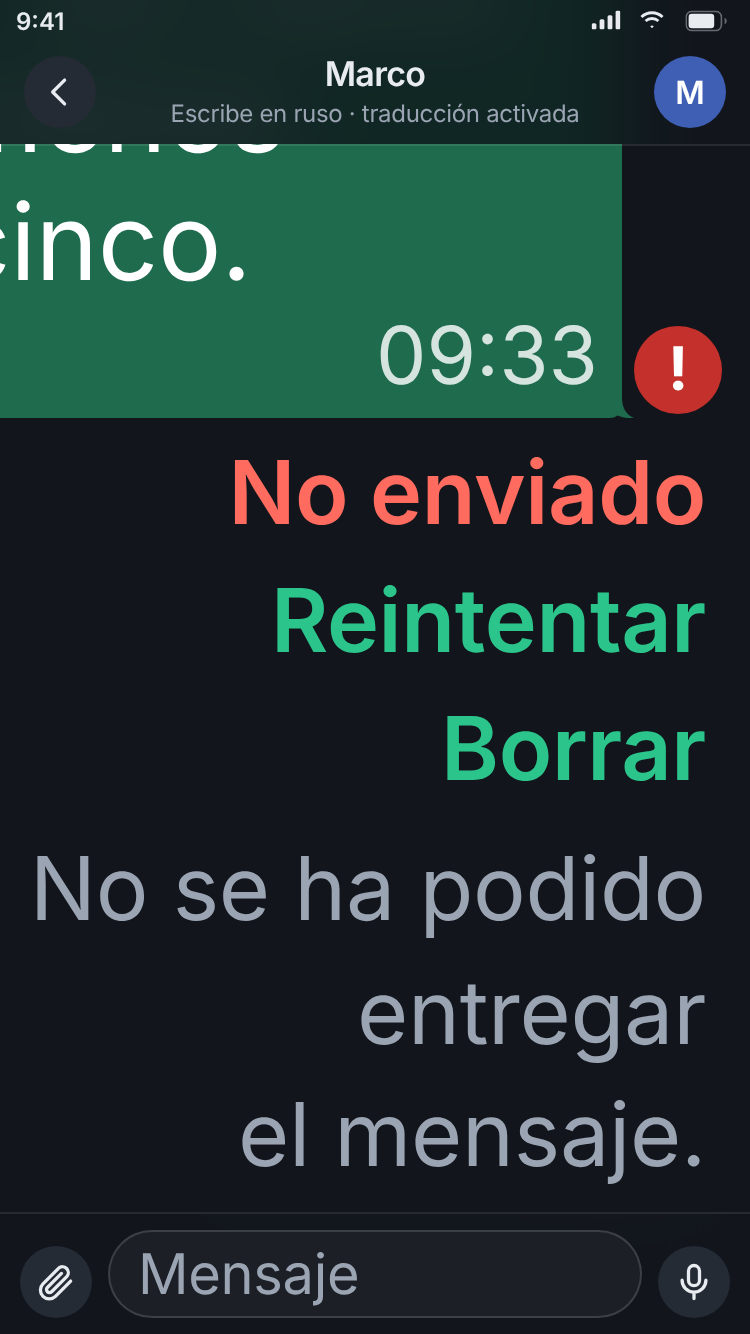 9:41
Marco
Escribe en ruso · traducción activada
M
cinco.
09:33
!
No enviado
Reintentar
Borrar
No se ha podido
entregar
el mensaje.
Mensaje